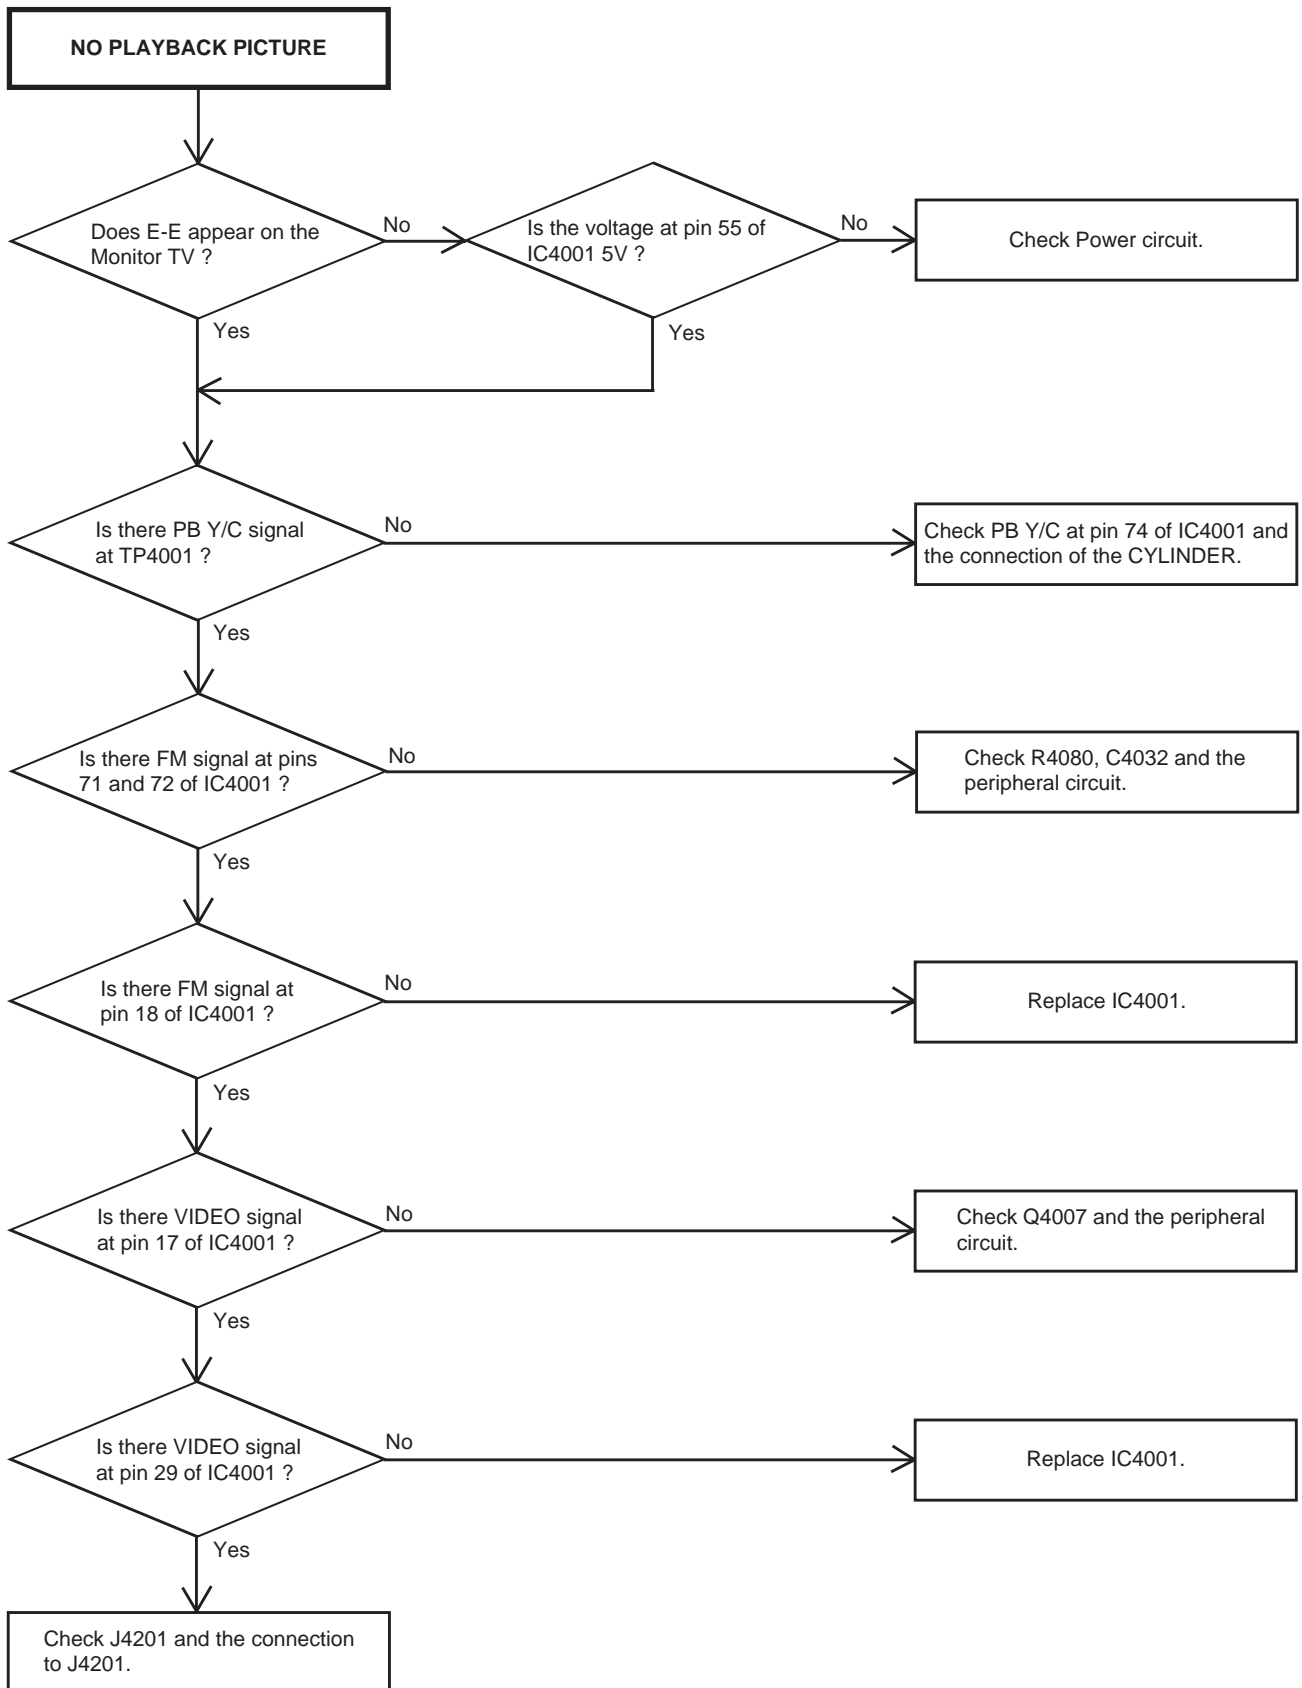 NO PLAYBACK PICTURE
Does E-E appear on the
Monitor TV ?
No
Is the voltage at pin 55 of
IC4001 5V ?
No
Check Power circuit.
Yes
Yes
Is there PB Y/C signal
at TP4001 ?
No
Check PB Y/C at pin 74 of IC4001 and
the connection of the CYLINDER.
Yes
Is there FM signal at pins
71 and 72 of IC4001 ?
No
Check R4080, C4032 and the
peripheral circuit.
Yes
Is there FM signal at
pin 18 of IC4001 ?
No
Replace IC4001.
Yes
Is there VIDEO signal
at pin 17 of IC4001 ?
No
Check Q4007 and the peripheral
circuit.
Yes
Is there VIDEO signal
at pin 29 of IC4001 ?
No
Replace IC4001.
Yes
Check J4201 and the connection
to J4201.